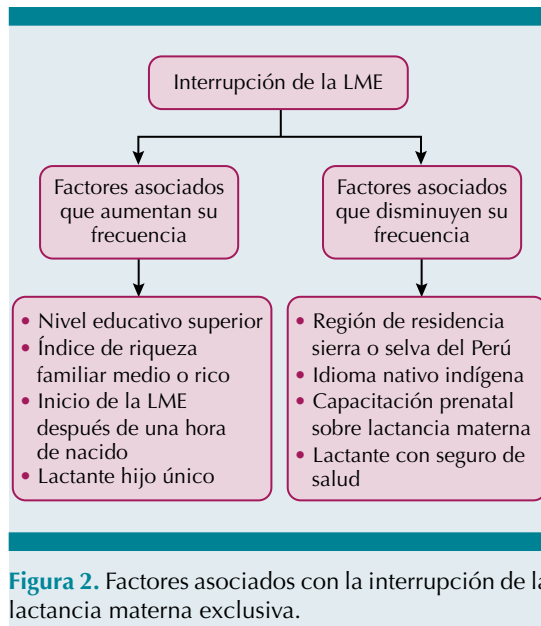 Interrupción de la LME
Factores asociados
que aumentan su
frecuencia
Factores asociados
que disminuyen su
frecuencia
• Nivel educativo superior
• Índice de riqueza
familiar medio o rico
• Inicio de la LME
después de una hora
de nacido
• Lactante hijo único
• Región de residencia
sierra o selva del Perú
• Idioma nativo indígena
• Capacitación prenatal
sobre lactancia materna
• Lactante con seguro de
salud
Figura 2. Factores asociados con la interrupción de la
lactancia materna exclusiva.